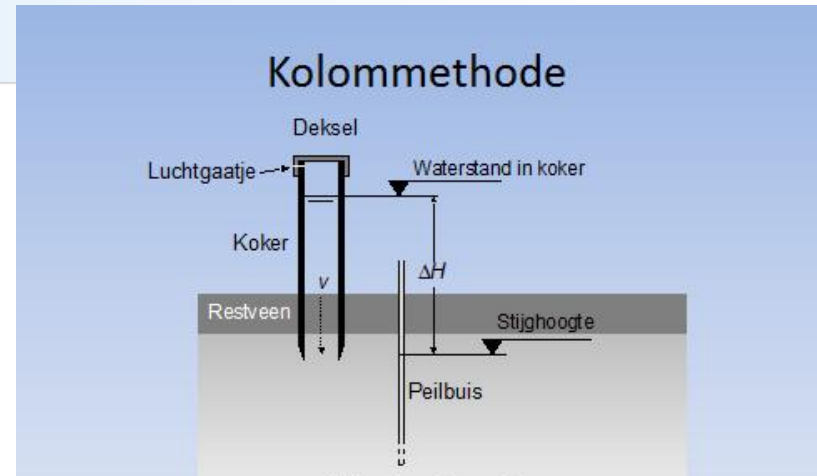 Kolommethode
Deksel
Luchtgaatje
Waterstand in koker
Koker
v
ΔH
Restveen
Stijghoogte
Peilbuis